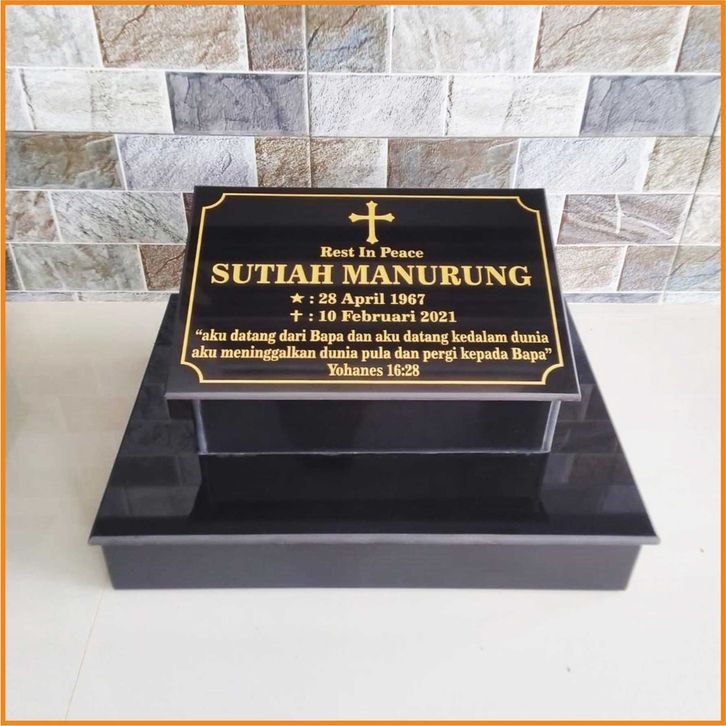 Rest In Peace
SUTIAH MANURUNG
★ : 28 April 1967
✝ : 10 Februari 2021
“aku datang dari Bapa dan aku datang kedalam dunia
aku meninggalkan dunia pula dan pergi kepada Bapa”
Yohanes 16:28